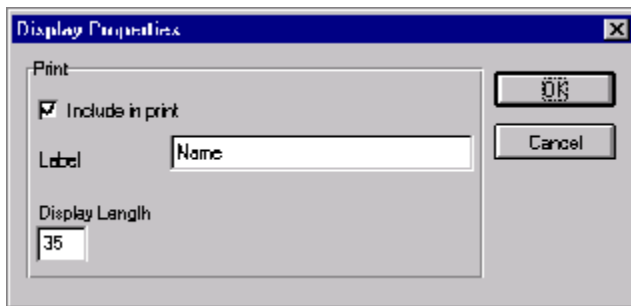 Display Properties
Print
Include in print
OK
Label
Name
Cancel
Display Length
35